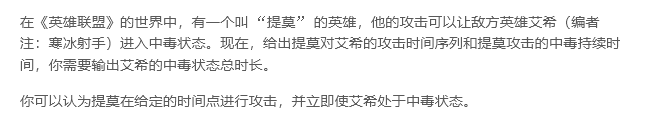 在《英雄联盟》的世界中，有一个叫 “提莫” 的英雄，他的攻击可以让敌方英雄艾希（编者
注：寒冰射手）进入中毒状态。现在，给出提莫对艾希的攻击时间序列和提莫攻击的中毒持续时
间，你需要输出艾希的中毒状态总时长。
你可以认为提莫在给定的时间点进行攻击，并立即使艾希处于中毒状态。